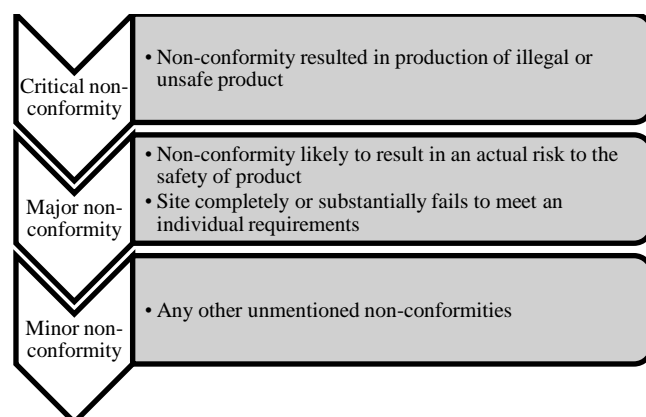 Critical non-
conformity
• Non-conformity resulted in production of illegal or
unsafe product
Major non-
conformity
• Non-conformity likely to result in an actual risk to the
safety of product
• Site completely or substantially fails to meet an
individual requirements
Minor non-
conformity
• Any other unmentioned non-conformities